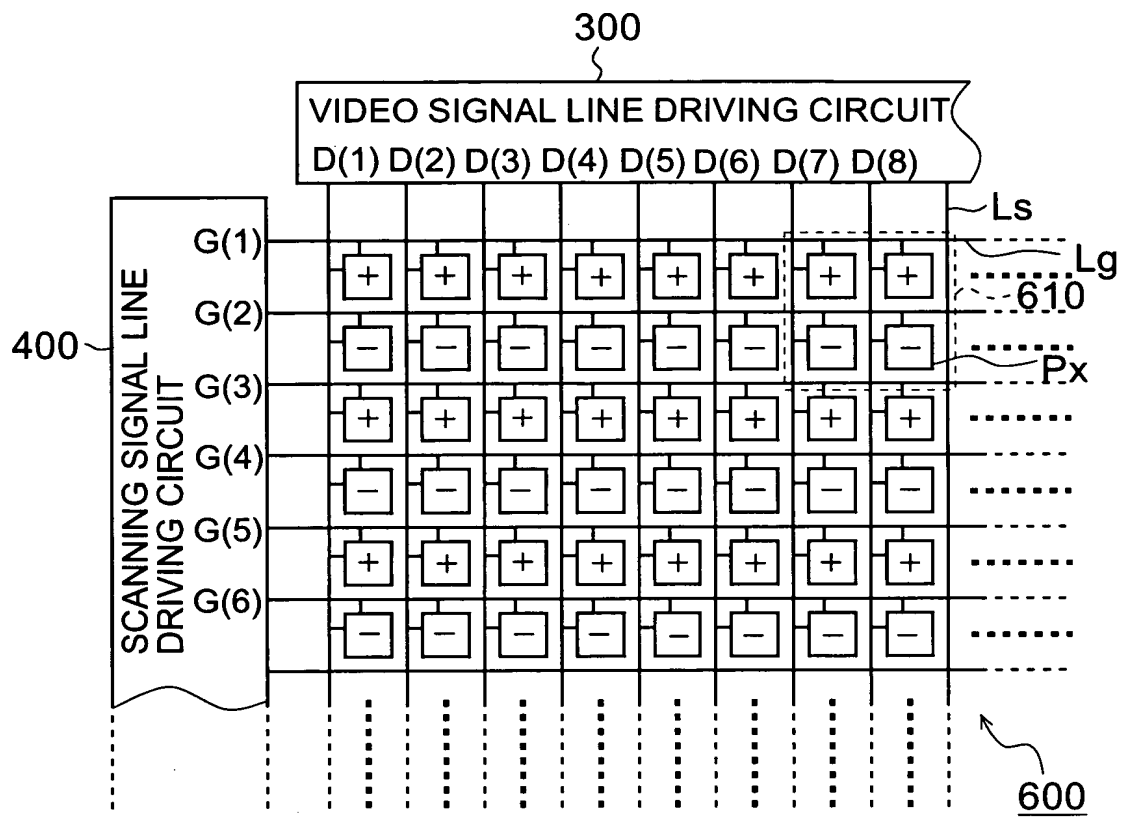 300
VIDEO SIGNAL LINE DRIVING CIRCUIT
D(1) D(2) D(3) D(4) D(5) D(6) D(7) D(8)
Ls
Lg
610
Px
400
SCANNING SIGNAL LINE
DRIVING CIRCUIT
G(1)
+ + + + + + + +
G(2)
− − − − − − − −
G(3)
+ + + + + + + +
G(4)
− − − − − − − −
G(5)
+ + + + + + + +
G(6)
− − − − − − − −
600